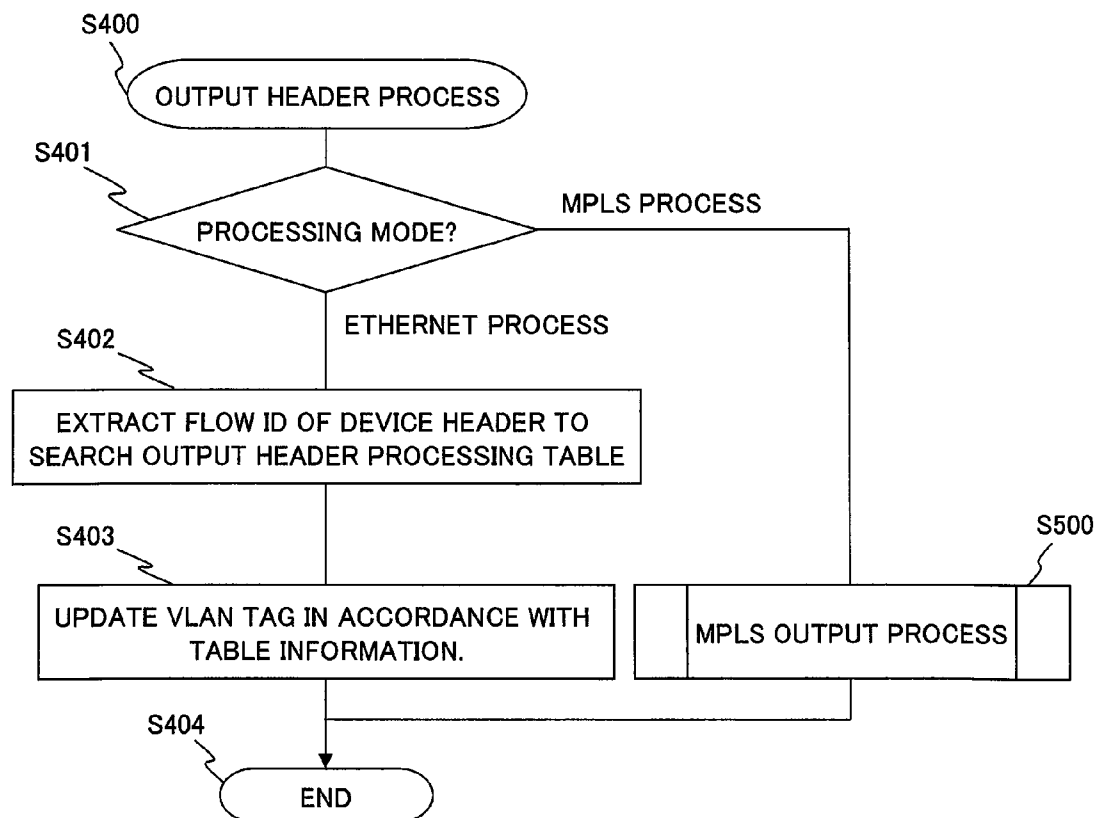 S400
OUTPUT HEADER PROCESS
S401
PROCESSING MODE?
MPLS PROCESS
ETHERNET PROCESS
S402
EXTRACT FLOW ID OF DEVICE HEADER TO
SEARCH OUTPUT HEADER PROCESSING TABLE
S403
UPDATE VLAN TAG IN ACCORDANCE WITH
TABLE INFORMATION.
S500
MPLS OUTPUT PROCESS
S404
END